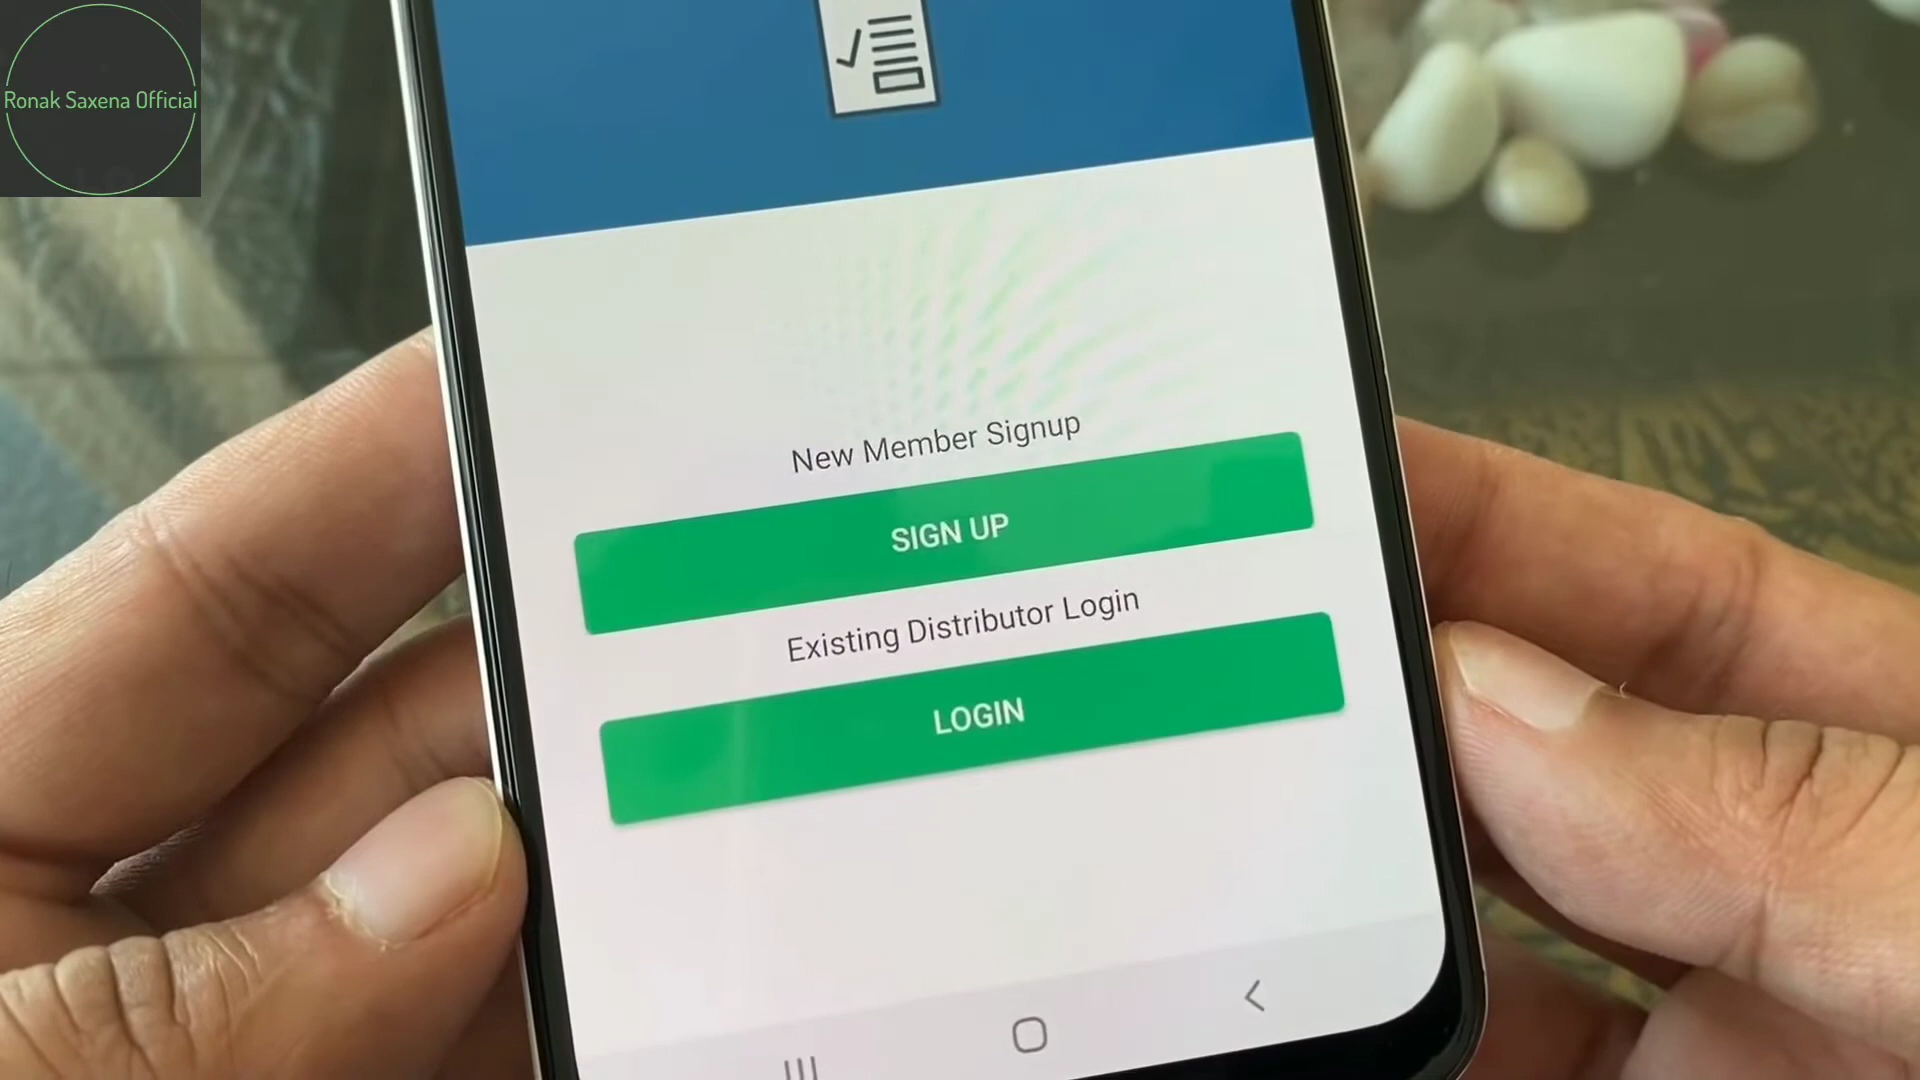 Ronak Saxena Official
New Member Signup
SIGN UP
Existing Distributor Login
LOGIN